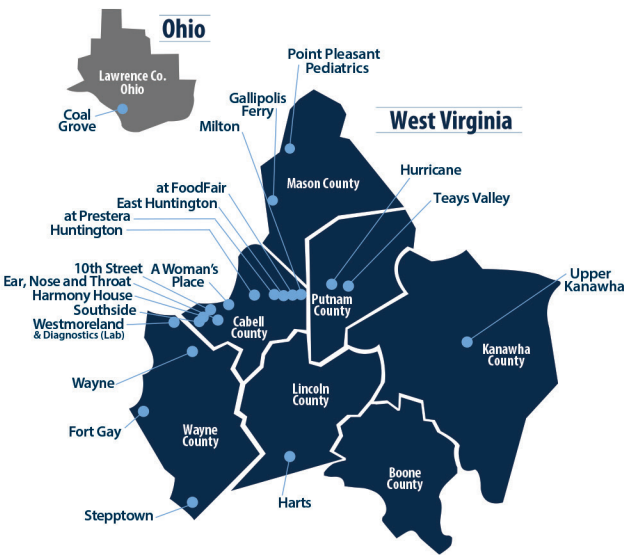 Ohio
Lawrence Co.
Ohio
Coal
Grove
Point Pleasant
Pediatrics
Gallipolis
Ferry
Milton
West Virginia
Mason County
Hurricane
Teays Valley
at FoodFair
East Huntington
at Prestera
Huntington
10th Street
A Woman's
Place
Ear, Nose and Throat
Harmony House
Southside
Westmoreland
& Diagnostics (Lab)
Upper
Kanawha
Putnam
County
Cabell
County
Kanawha
County
Wayne
Lincoln
County
Fort Gay
Wayne
County
Boone
County
Harts
Stepptown